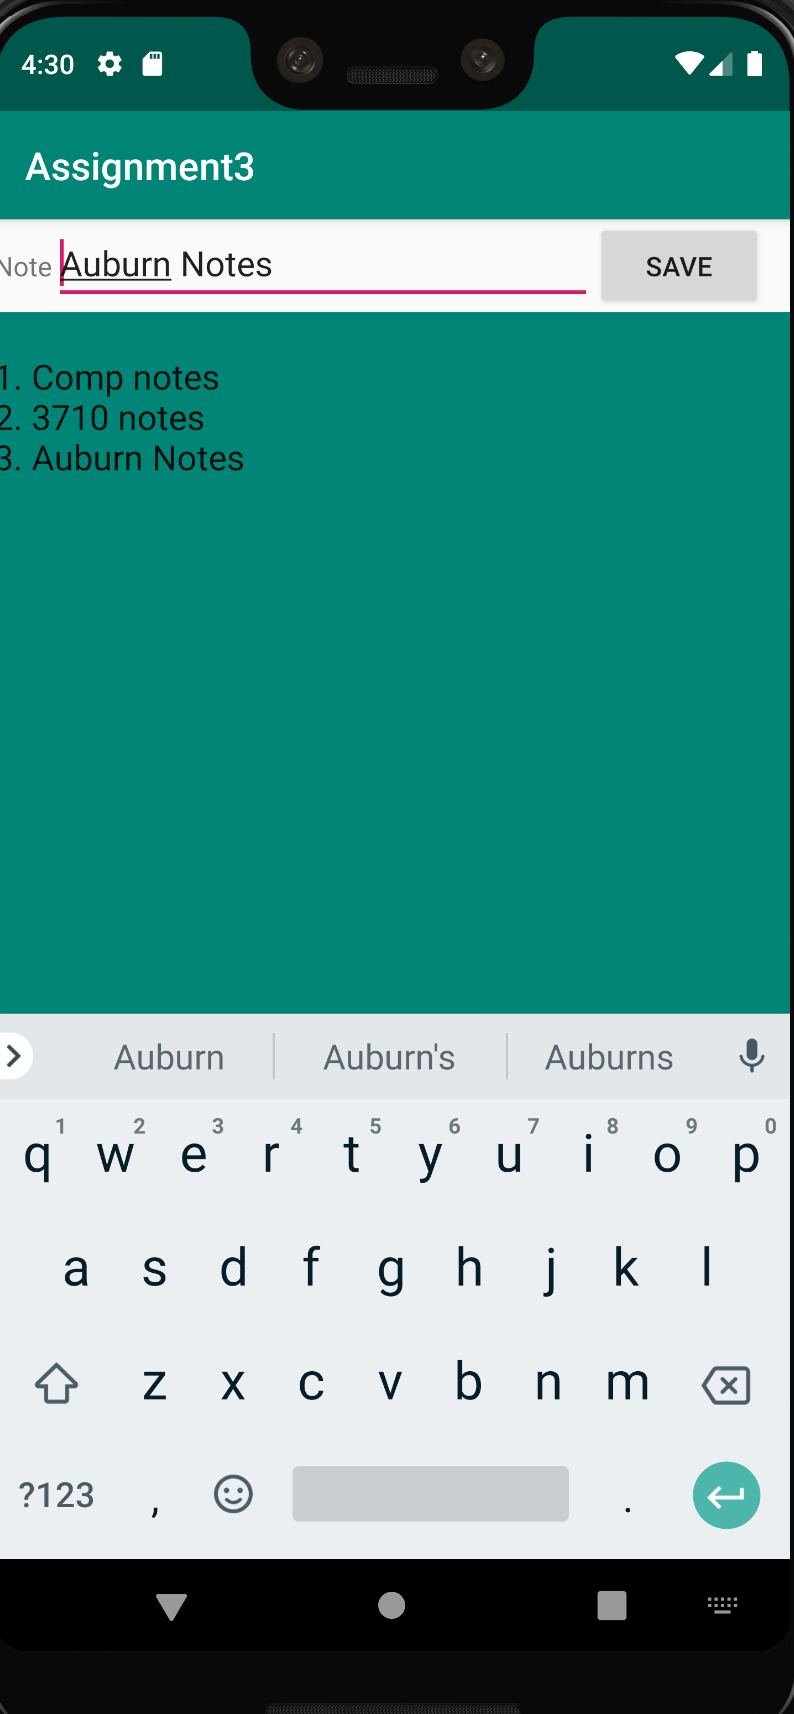 4:30
Assignment3
Note Auburn Notes SAVE
1. Comp notes
2. 3710 notes
3. Auburn Notes
Auburn Auburn's Auburns
1 2 3 4 5 6 7 8 9 0
q w e r t y u i o p
a s d f g h j k l
z x c v b n m
?123 , .